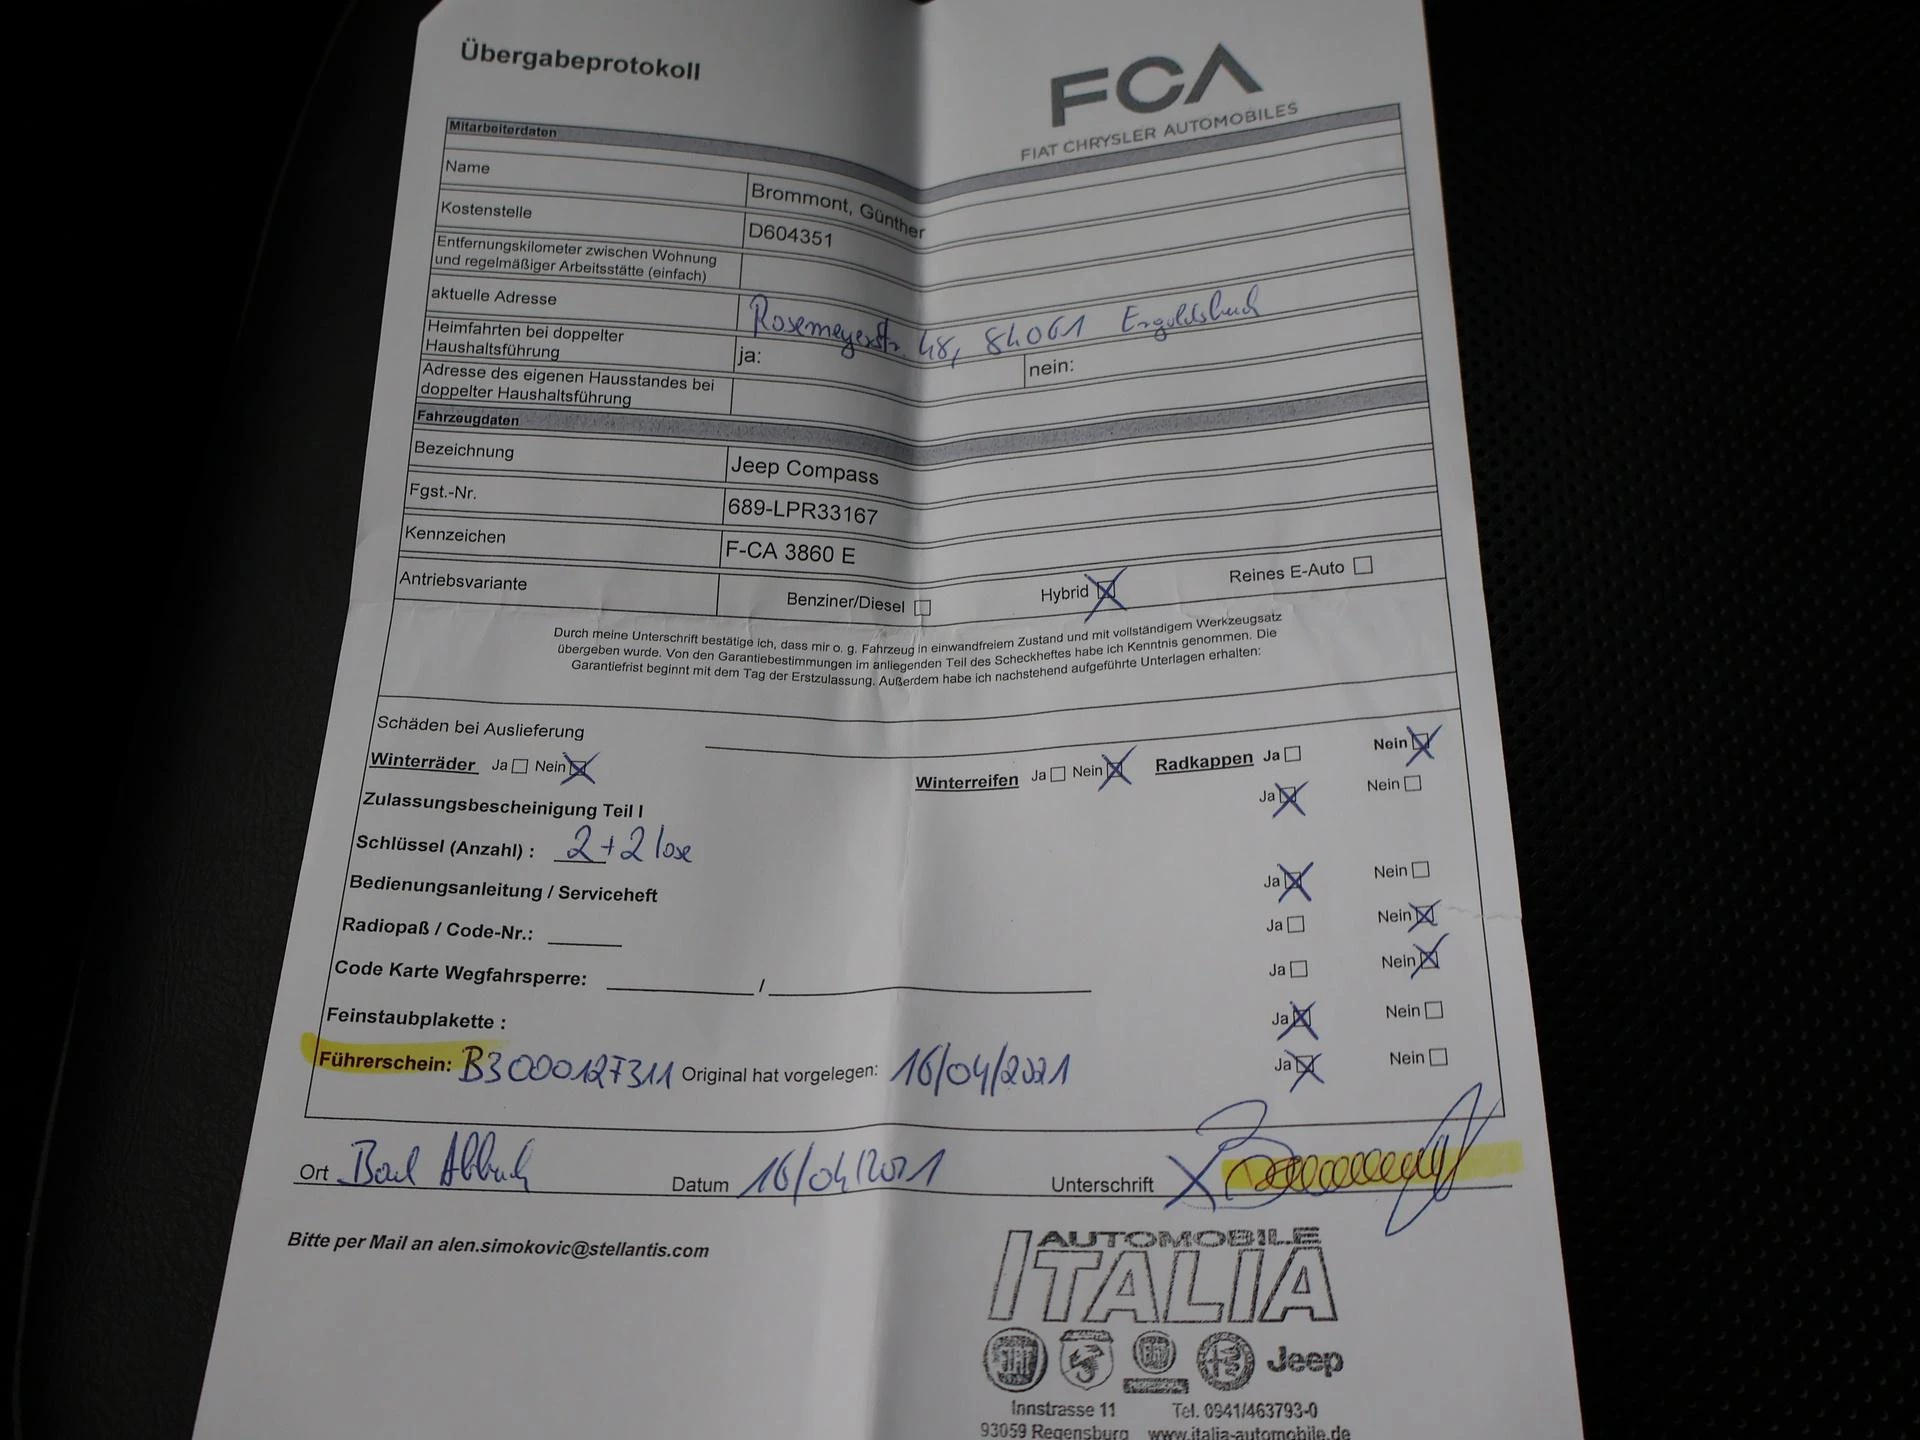 Übergabeprotokoll
FCA
FIAT CHRYSLER AUTOMOBILES
Mitarbeiterdaten
Name Brommont, Günther
Kostenstelle D604351
Entfernungskilometer zwischen Wohnung
und regelmäßiger Arbeitsstätte (einfach)
aktuelle Adresse Rosemeyerstr. 48, 84061 Ergoldsbach
Heimfahrten bei doppelter
Haushaltsführung ja: nein:
Adresse des eigenen Hausstandes bei
doppelter Haushaltsführung
Fahrzeugdaten
Bezeichnung Jeep Compass
Fgst.-Nr. 689-LPR33167
Kennzeichen F-CA 3860 E
Antriebsvariante Benziner/Diesel Hybrid Reines E-Auto
Durch meine Unterschrift bestätige ich, dass mir o. g. Fahrzeug in einwandfreiem Zustand und mit vollständigem Werkzeugsatz
übergeben wurde. Von den Garantiebestimmungen im anliegenden Teil des Scheckheftes habe ich Kenntnis genommen. Die
Garantiefrist beginnt mit dem Tag der Erstzulassung. Außerdem habe ich nachstehend aufgeführte Unterlagen erhalten:
Schäden bei Auslieferung
Winterräder Ja Nein Winterreifen Ja Nein Radkappen Ja Nein
Zulassungsbescheinigung Teil I Ja Nein
Schlüssel (Anzahl) : 2 + 2 lose
Bedienungsanleitung / Serviceheft Ja Nein
Radiopaß / Code-Nr.: Ja Nein
Code Karte Wegfahrsperre: / Ja Nein
Feinstaubplakette : Ja Nein
Führerschein: B3000127311 Original hat vorgelegen: 16/04/2021 Ja Nein
Ort Bad Abbach Datum 16/04/2021 Unterschrift X
Bitte per Mail an alen.simokovic@stellantis.com
AUTOMOBILE
ITALIA
Jeep
Innstrasse 11 Tel. 0941/463793-0
93059 Regensburg www.italia-automobile.de